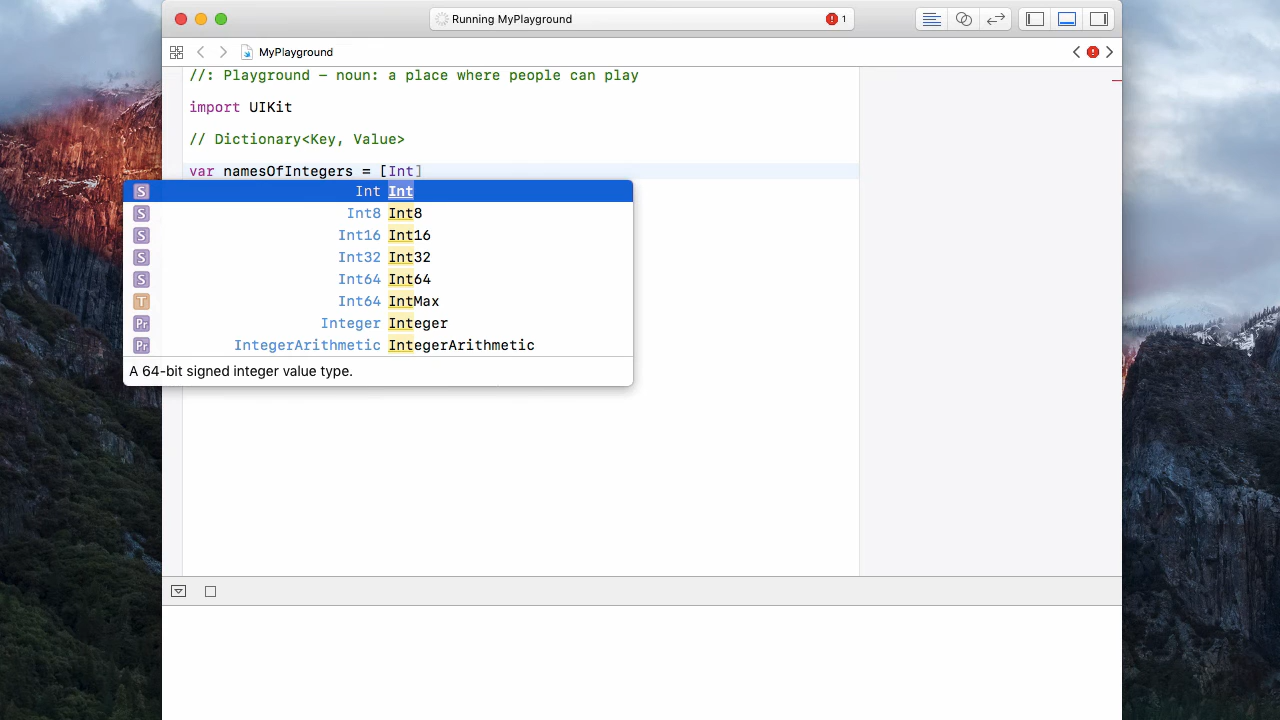 Running MyPlayground
1
MyPlayground
//: Playground – noun: a place where people can play
import UIKit
// Dictionary<Key, Value>
var namesOfIntegers = [Int]
S Int Int
S Int8 Int8
S Int16 Int16
S Int32 Int32
S Int64 Int64
T Int64 IntMax
Pr Integer Integer
Pr IntegerArithmetic IntegerArithmetic
A 64-bit signed integer value type.